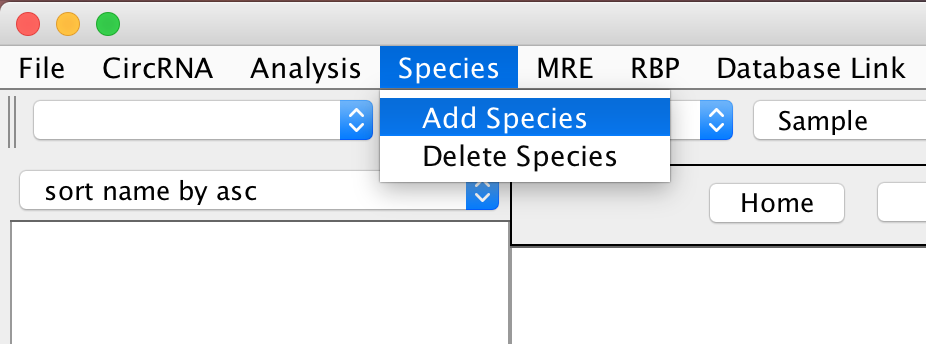 File CircRNA Analysis Species MRE RBP Database Link
Add Species
Sample
Delete Species
sort name by asc
Home